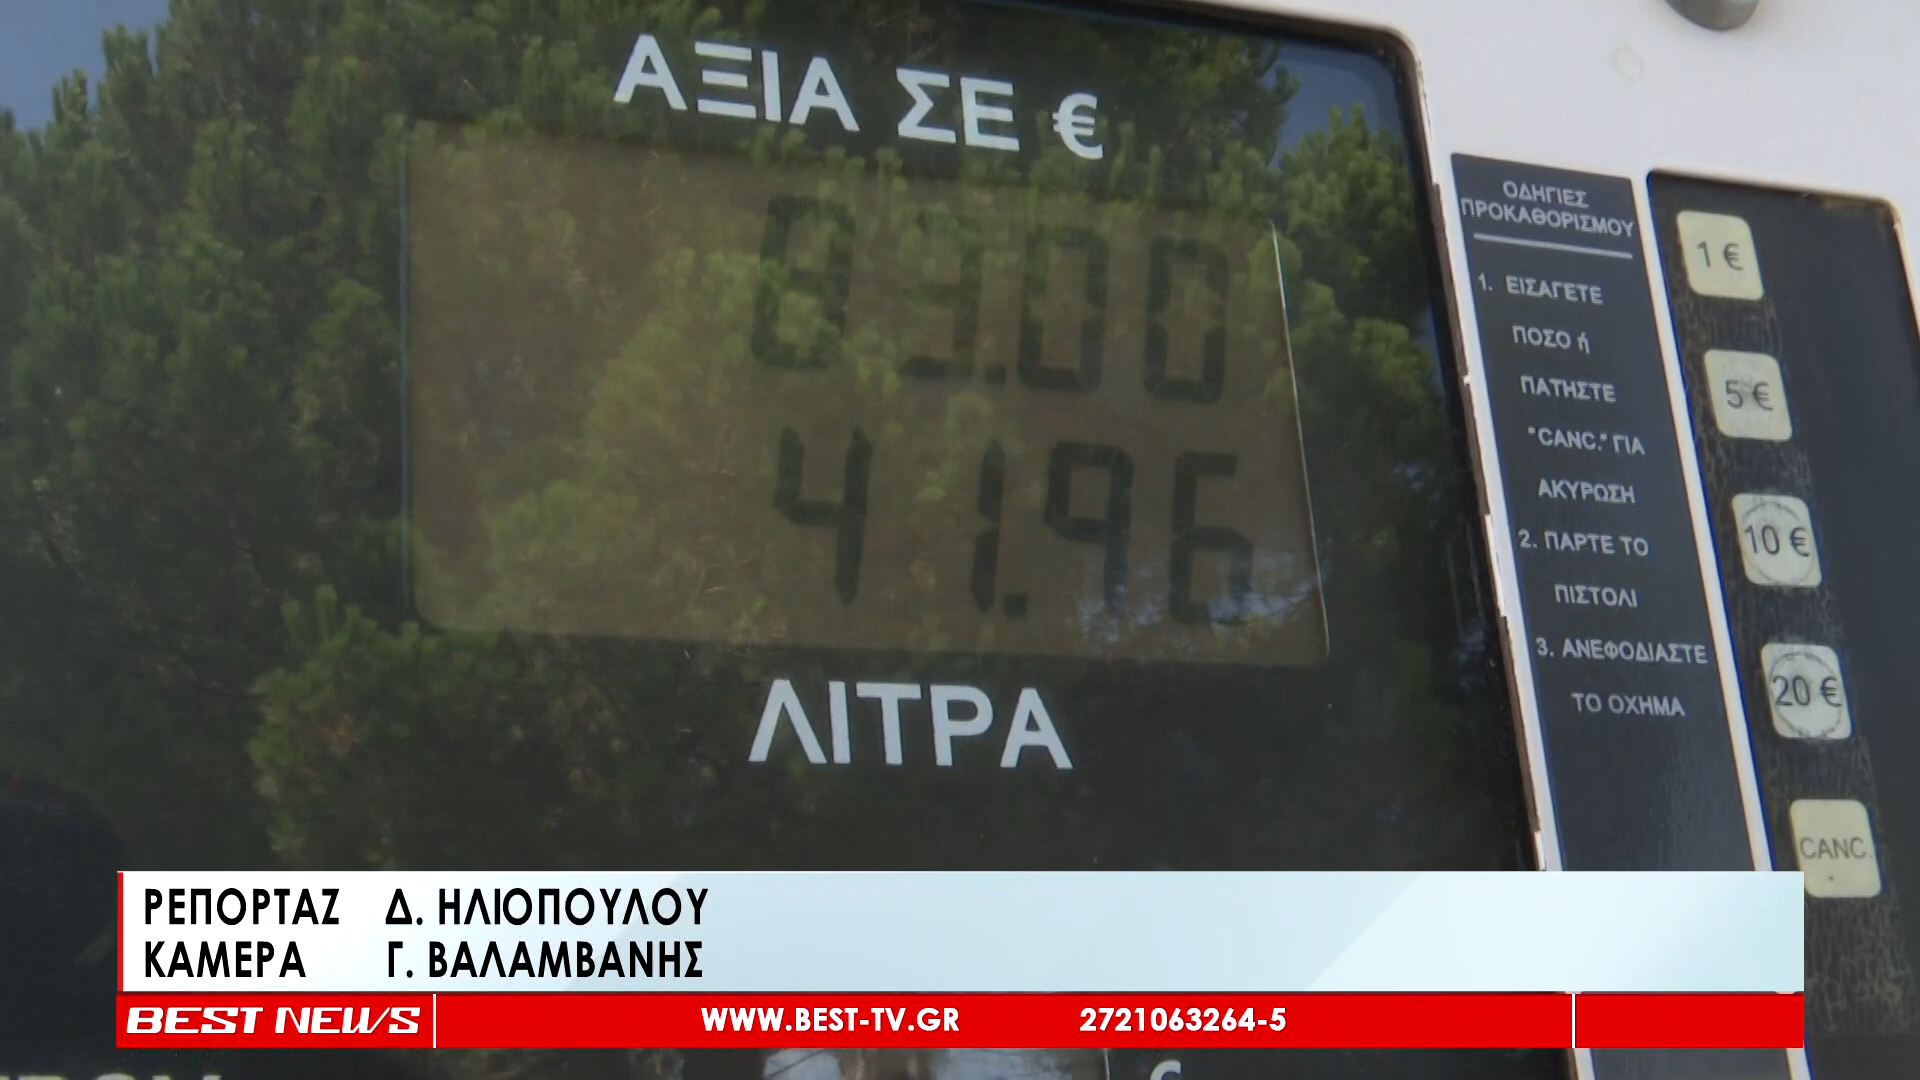 ΑΞΙΑ ΣΕ €
83.00
41.96
ΛΙΤΡΑ
ΟΔΗΓΙΕΣ
ΠΡΟΚΑΘΟΡΙΣΜΟΥ
1. ΕΙΣΑΓΕΤΕ
ΠΟΣΟ ή
ΠΑΤΗΣΤΕ
"CANC." ΓΙΑ
ΑΚΥΡΩΣΗ
2. ΠΑΡΤΕ ΤΟ
ΠΙΣΤΟΛΙ
3. ΑΝΕΦΟΔΙΑΣΤΕ
ΤΟ ΟΧΗΜΑ
1 €
5 €
10 €
20 €
CANC.
ΡΕΠΟΡΤΑΖ Δ. ΗΛΙΟΠΟΥΛΟΥ
ΚΑΜΕΡΑ Γ. ΒΑΛΑΜΒΑΝΗΣ
BEST NEWS WWW.BEST-TV.GR 2721063264-5